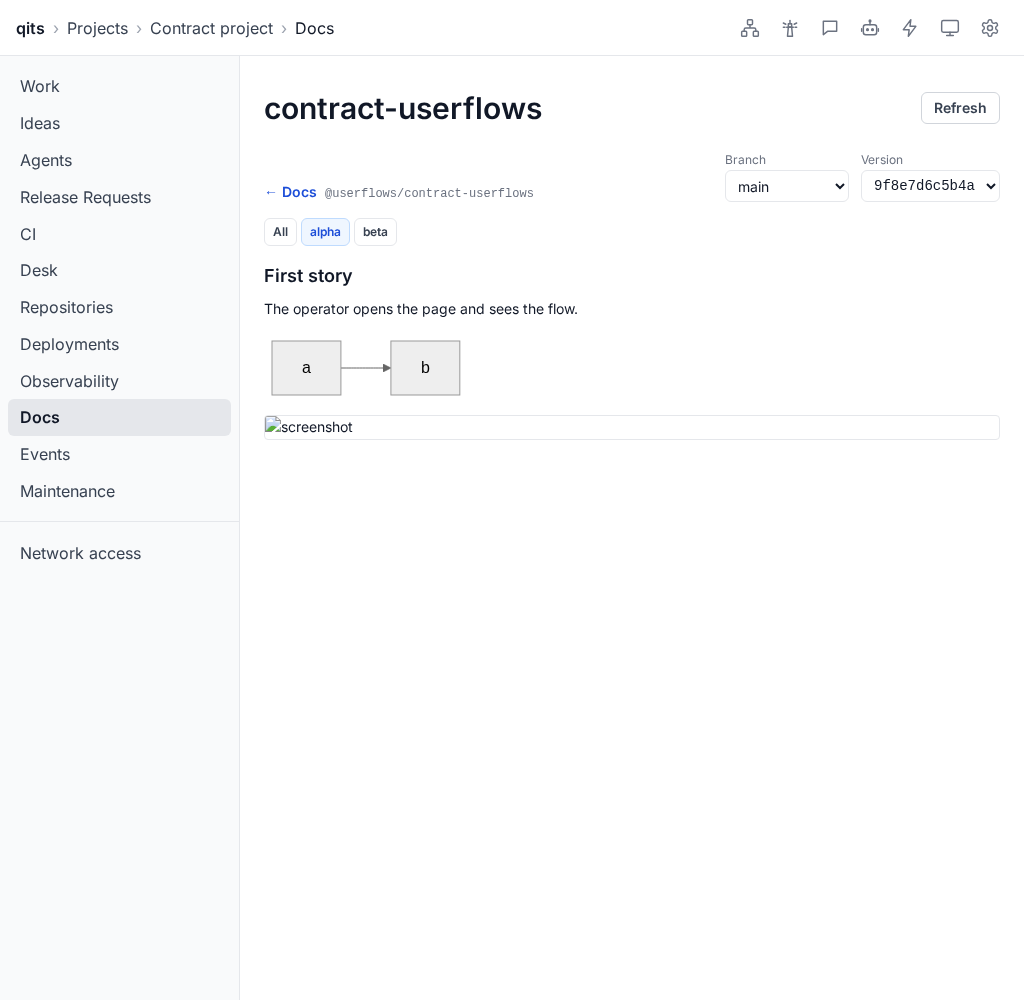 qits › Projects › Contract project › Docs
Work
Ideas
Agents
Release Requests
CI
Desk
Repositories
Deployments
Observability
Docs
Events
Maintenance
Network access
contract-userflows
Refresh
Branch
Version
← Docs @userflows/contract-userflows
main
9f8e7d6c5b4a
All
alpha
beta
First story
The operator opens the page and sees the flow.
a
b
screenshot